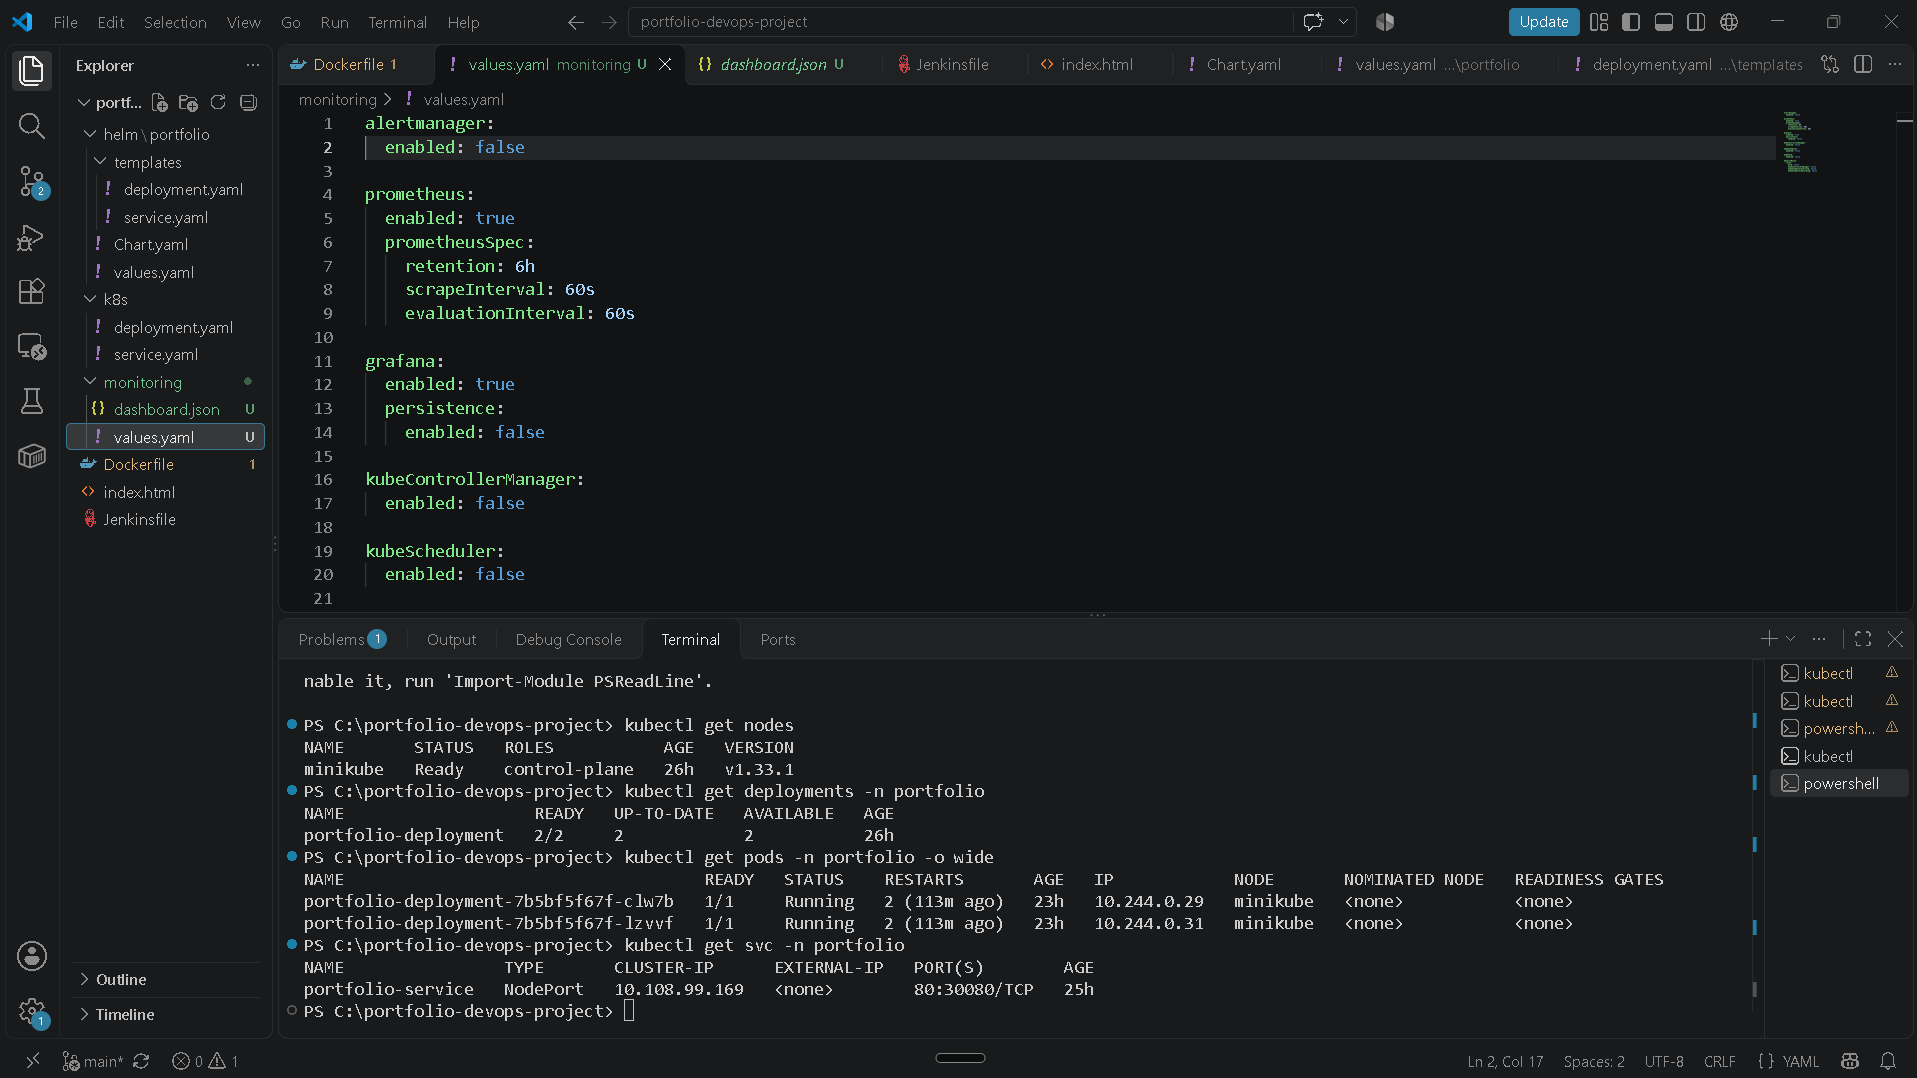 File Edit Selection View Go Run Terminal Help
portfolio-devops-project
Update
Explorer
portf...
helm \ portfolio
templates
deployment.yaml
service.yaml
Chart.yaml
values.yaml
k8s
deployment.yaml
service.yaml
monitoring
dashboard.json U
values.yaml U
Dockerfile 1
index.html
Jenkinsfile
Outline
Timeline
2
1
Dockerfile 1
values.yaml monitoring U
dashboard.json U
Jenkinsfile
index.html
Chart.yaml
values.yaml ...\portfolio
deployment.yaml ...\templates
monitoring > values.yaml
1 alertmanager:
2 enabled: false
3
4 prometheus:
5 enabled: true
6 prometheusSpec:
7 retention: 6h
8 scrapeInterval: 60s
9 evaluationInterval: 60s
10
11 grafana:
12 enabled: true
13 persistence:
14 enabled: false
15
16 kubeControllerManager:
17 enabled: false
18
19 kubeScheduler:
20 enabled: false
21
Problems 1 Output Debug Console Terminal Ports
nable it, run 'Import-Module PSReadLine'.
PS C:\portfolio-devops-project> kubectl get nodes
NAME STATUS ROLES AGE VERSION
minikube Ready control-plane 26h v1.33.1
PS C:\portfolio-devops-project> kubectl get deployments -n portfolio
NAME READY UP-TO-DATE AVAILABLE AGE
portfolio-deployment 2/2 2 2 26h
PS C:\portfolio-devops-project> kubectl get pods -n portfolio -o wide
NAME READY STATUS RESTARTS AGE IP NODE NOMINATED NODE READINESS GATES
portfolio-deployment-7b5bf5f67f-clw7b 1/1 Running 2 (113m ago) 23h 10.244.0.29 minikube <none> <none>
portfolio-deployment-7b5bf5f67f-lzvvf 1/1 Running 2 (113m ago) 23h 10.244.0.31 minikube <none> <none>
PS C:\portfolio-devops-project> kubectl get svc -n portfolio
NAME TYPE CLUSTER-IP EXTERNAL-IP PORT(S) AGE
portfolio-service NodePort 10.108.99.169 <none> 80:30080/TCP 25h
PS C:\portfolio-devops-project>
kubectl
kubectl
powersh...
kubectl
powershell
main* 0 1
Ln 2, Col 17 Spaces: 2 UTF-8 CRLF {} YAML